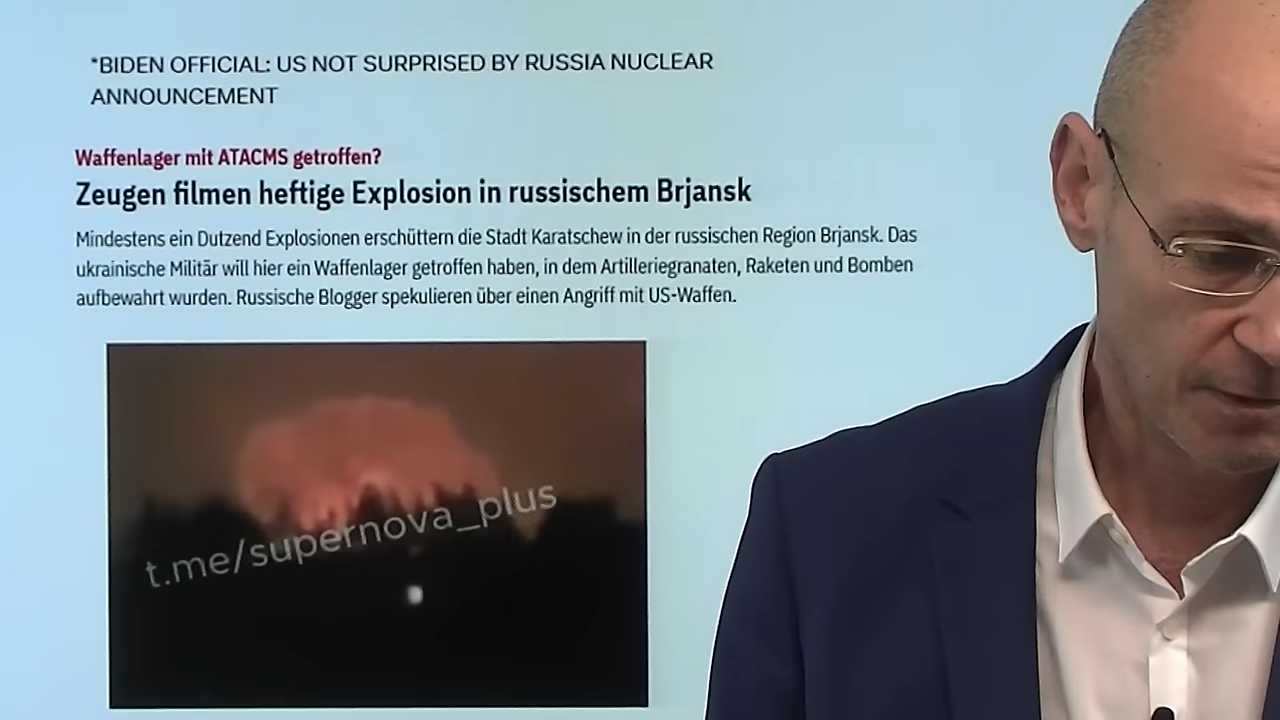 *BIDEN OFFICIAL: US NOT SURPRISED BY RUSSIA NUCLEAR
ANNOUNCEMENT
Waffenlager mit ATACMS getroffen?
Zeugen filmen heftige Explosion in russischem Brjansk
Mindestens ein Dutzend Explosionen erschüttern die Stadt Karatschew in der russischen Region Brjansk. Das
ukrainische Militär will hier ein Waffenlager getroffen haben, in dem Artilleriegranaten, Raketen und Bomben
aufbewahrt wurden. Russische Blogger spekulieren über einen Angriff mit US-Waffen.
t.me/supernova_plus